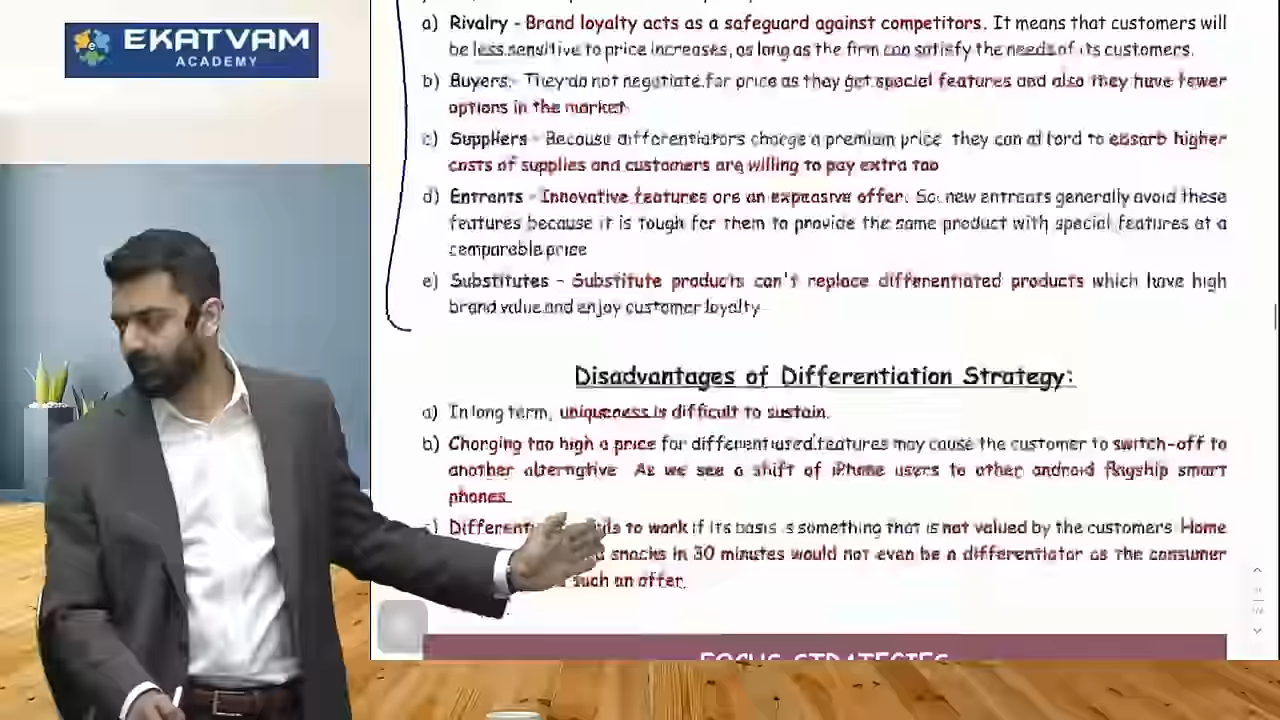 EKATVAM
ACADEMY
a) Rivalry - Brand loyalty acts as a safeguard against competitors. It means that customers will
be less sensitive to price increases, as long as the firm can satisfy the needs of its customers.
b) Buyers - They do not negotiate for price as they get special features and also they have fewer
options in the market
c) Suppliers - Because differentiators charge a premium price they can afford to absorb higher
costs of supplies and customers are willing to pay extra too
d) Entrants - Innovative features are an expensive offer. So, new entrants generally avoid these
features because it is tough for them to provide the same product with special features at a
comparable price
e) Substitutes - Substitute products can't replace differentiated products which have high
brand value and enjoy customer loyalty
Disadvantages of Differentiation Strategy:
a) In long term, uniqueness is difficult to sustain.
b) Charging too high a price for differentiated features may cause the customer to switch-off to
another alternative As we see a shift of iPhone users to other android flagship smart
phones.
to work if its basis is something that is not valued by the customers Home
snacks in 30 minutes would not even be a differentiator as the consumer
such an offer.
FOCUS STRATEGIES